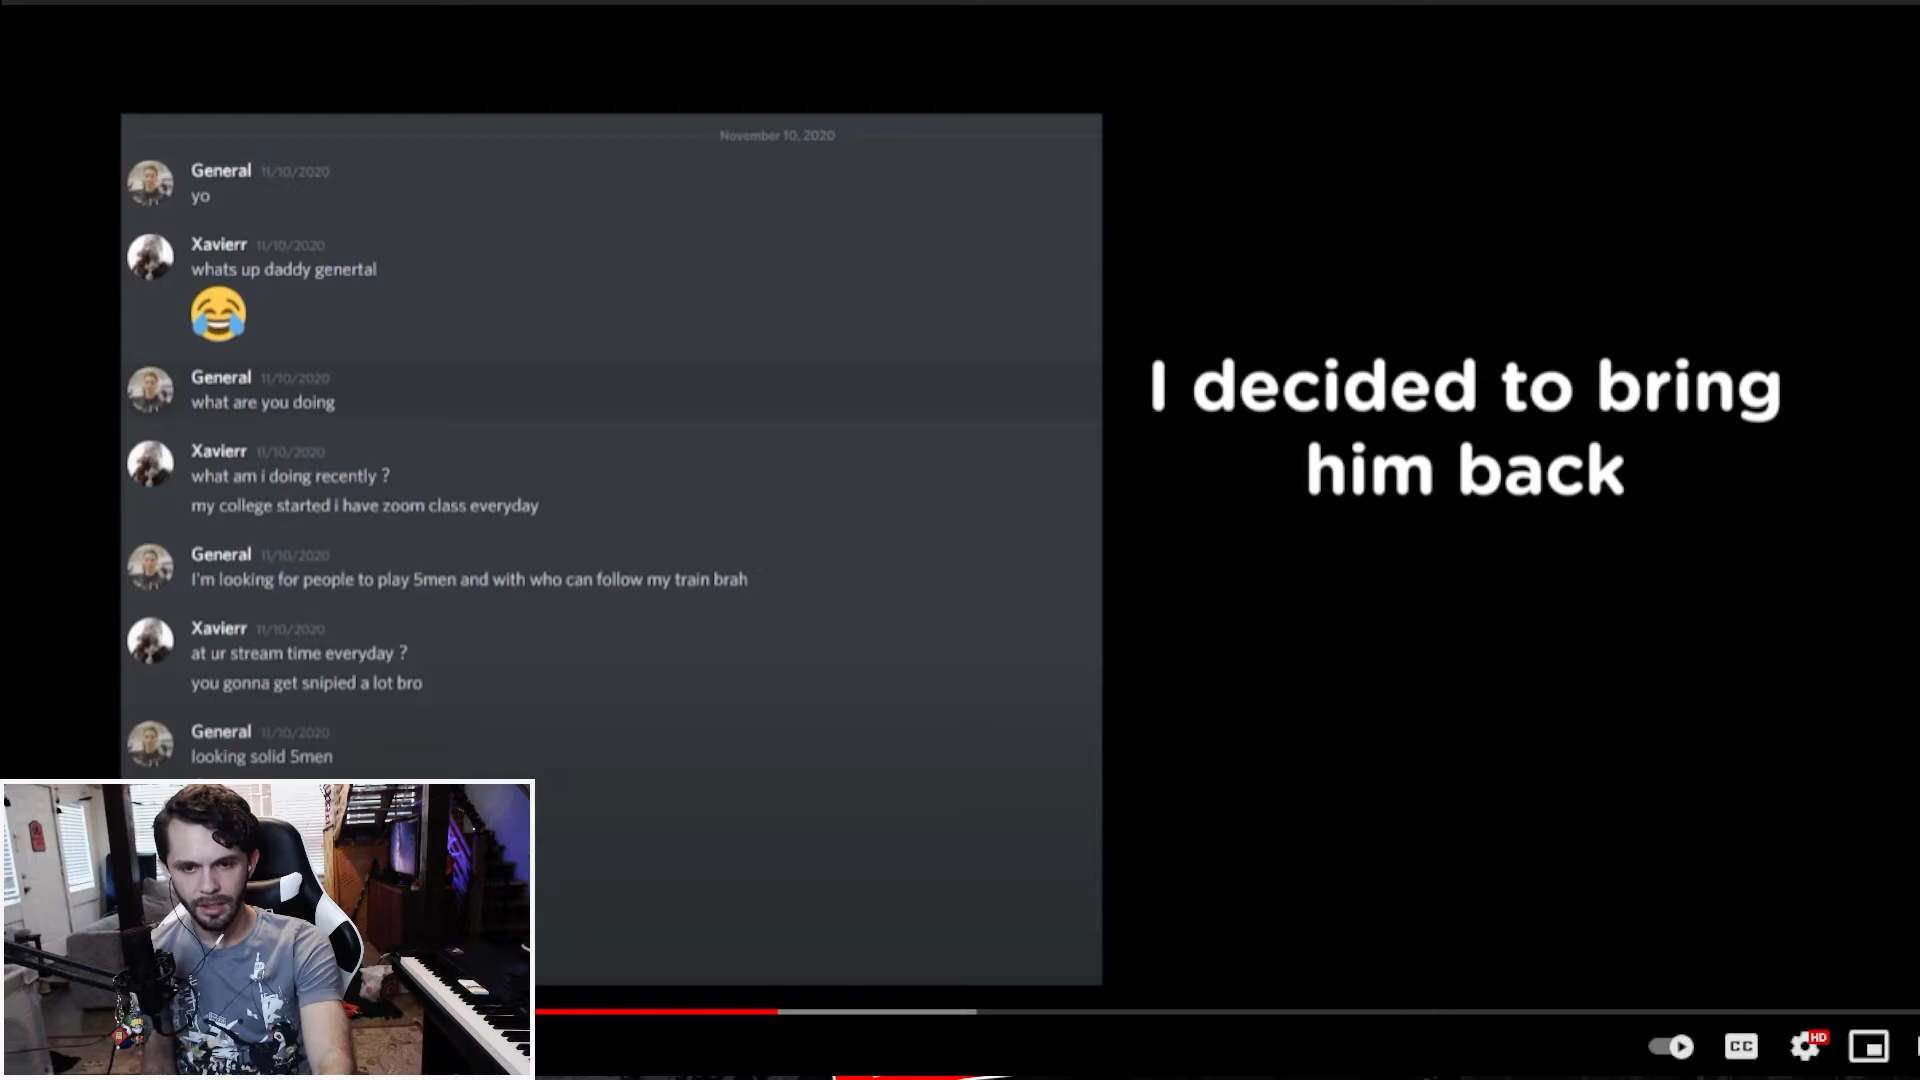 November 10, 2020
General 11/10/2020
yo
Xavierr 11/10/2020
whats up daddy genertal
General 11/10/2020
what are you doing
Xavierr 11/10/2020
what am i doing recently ?
my college started i have zoom class everyday
General 11/10/2020
I'm looking for people to play 5men and with who can follow my train brah
Xavierr 11/10/2020
at ur stream time everyday ?
you gonna get snipied a lot bro
General 11/10/2020
looking solid 5men
I decided to bring
him back
CC
HD